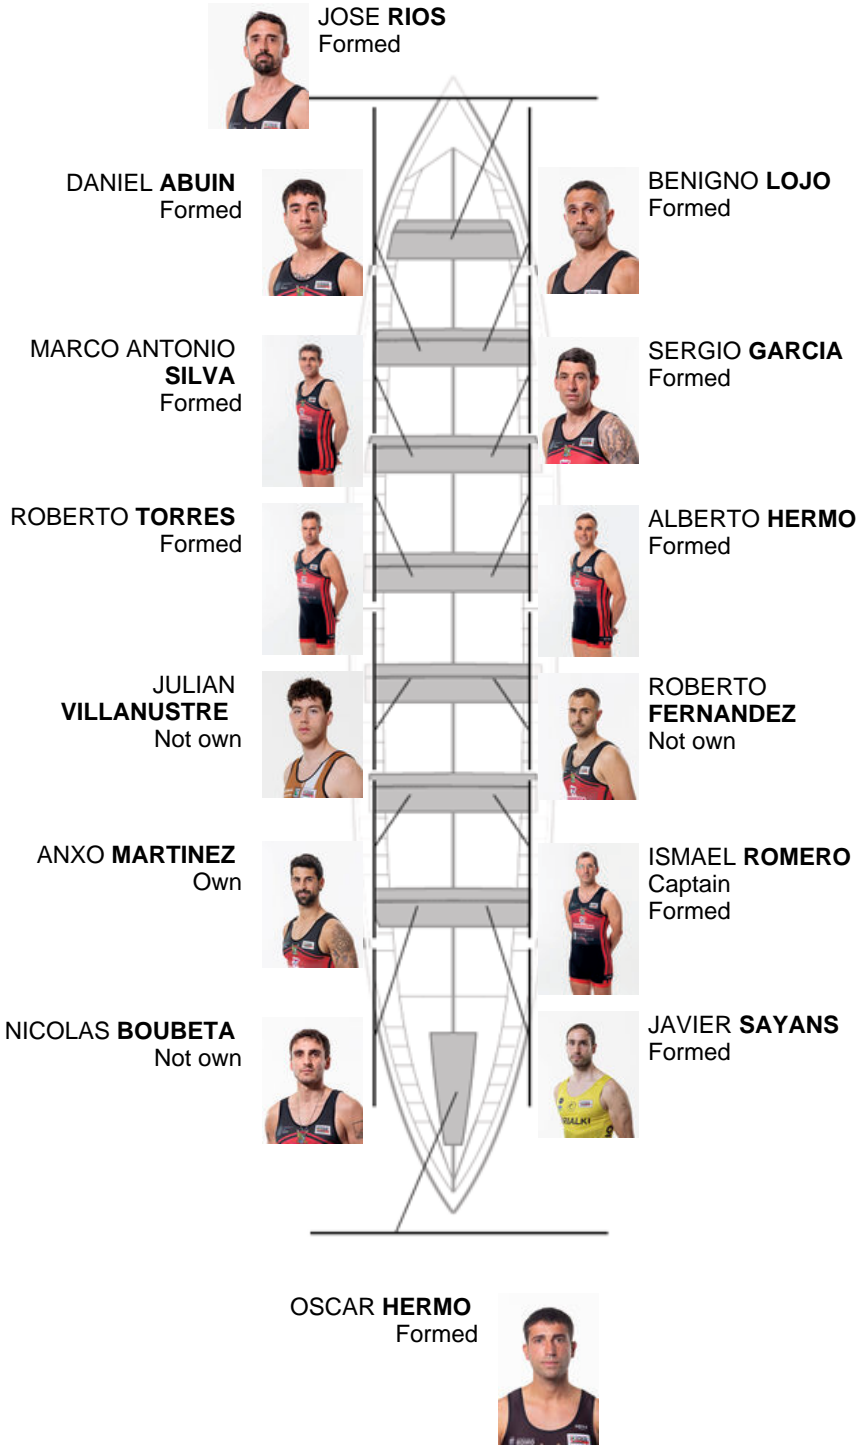 JOSE RIOS
Formed
DANIEL ABUIN
Formed
BENIGNO LOJO
Formed
MARCO ANTONIO
SILVA
Formed
SERGIO GARCIA
Formed
ROBERTO TORRES
Formed
ALBERTO HERMO
Formed
JULIAN
VILLANUSTRE
Not own
ROBERTO
FERNANDEZ
Not own
ANXO MARTINEZ
Own
ISMAEL ROMERO
Captain
Formed
NICOLAS BOUBETA
Not own
JAVIER SAYANS
Formed
OSCAR HERMO
Formed